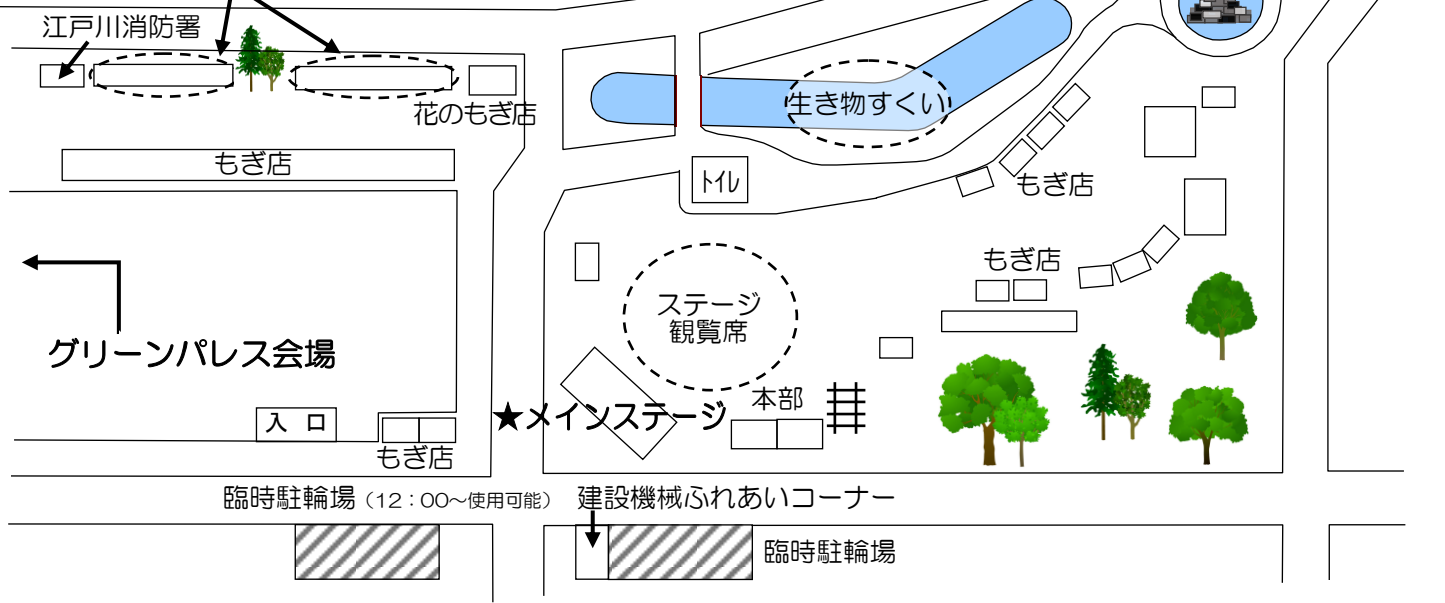 江戸川消防署
花のもぎ店
生き物すくい
もぎ店
ﾄｲﾚ
もぎ店
もぎ店
ステージ
観覧席
グリーンパレス会場
本部
★メインステージ
入　口
もぎ店
臨時駐輪場（12：00～使用可能）
建設機械ふれあいコーナー
臨時駐輪場